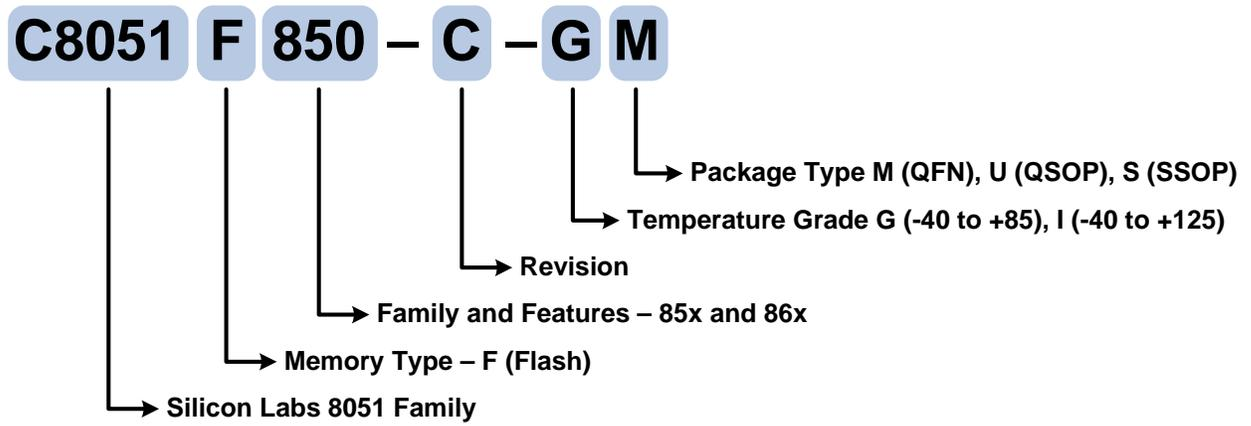 C8051 F 850 – C – G M
Package Type M (QFN), U (QSOP), S (SSOP)
Temperature Grade G (-40 to +85), I (-40 to +125)
Revision
Family and Features – 85x and 86x
Memory Type – F (Flash)
Silicon Labs 8051 Family